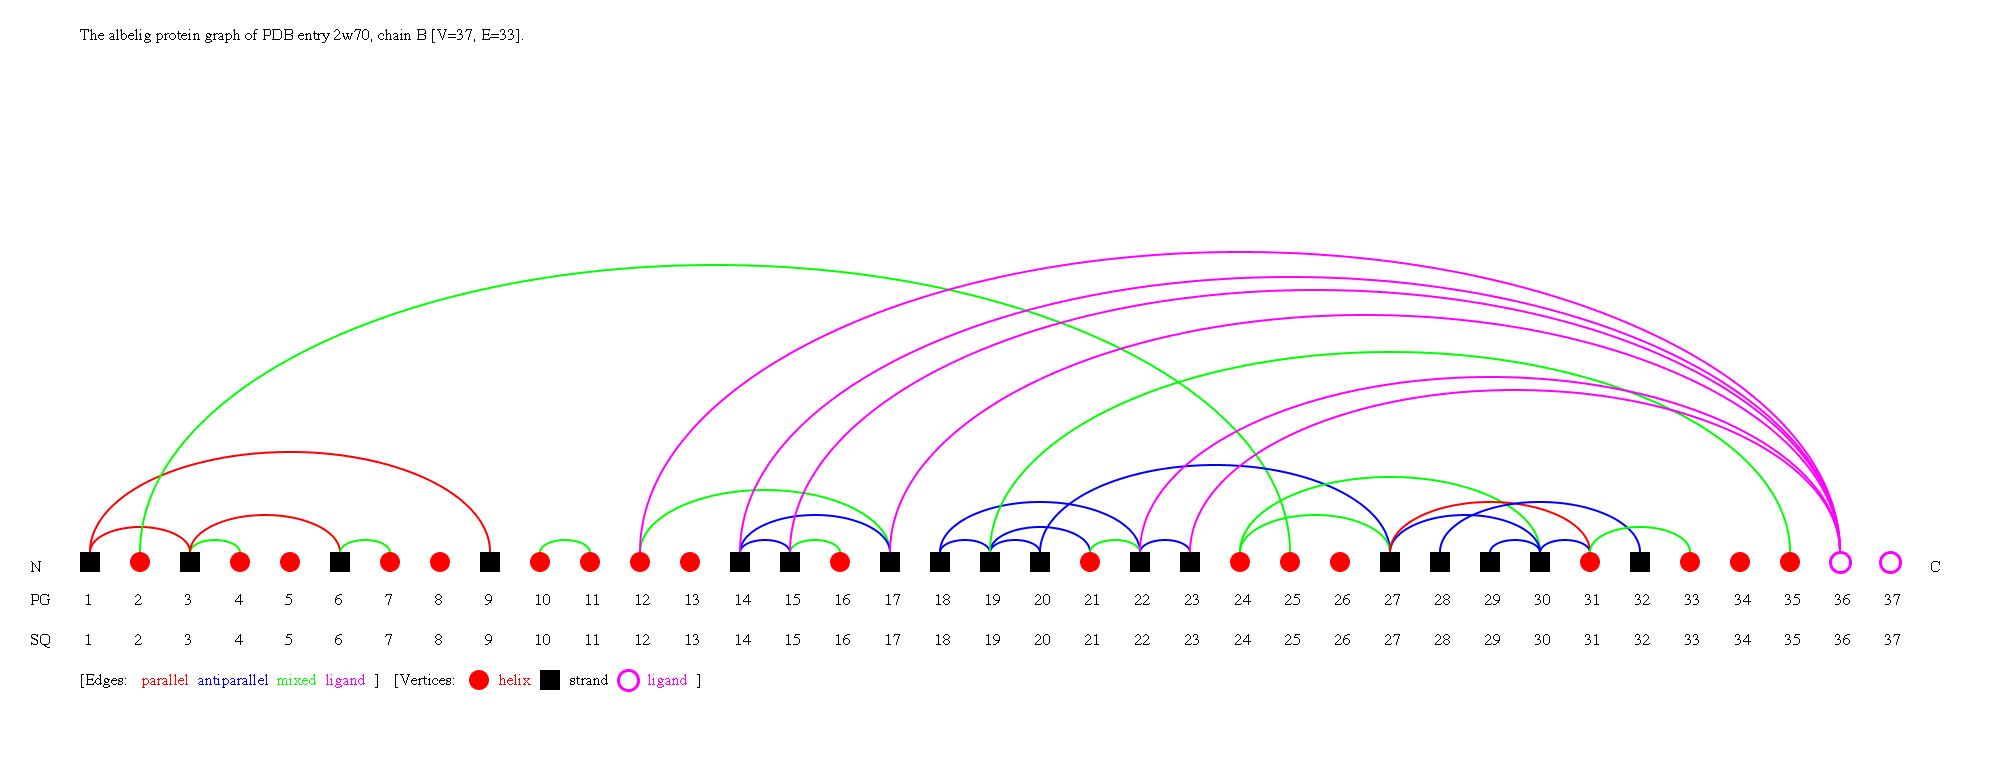 The albelig protein graph of PDB entry 2w70, chain B [V=37, E=33].
N C
PG 1 2 3 4 5 6 7 8 9 10 11 12 13 14 15 16 17 18 19 20 21 22 23 24 25 26 27 28 29 30 31 32 33 34 35 36 37
SQ 1 2 3 4 5 6 7 8 9 10 11 12 13 14 15 16 17 18 19 20 21 22 23 24 25 26 27 28 29 30 31 32 33 34 35 36 37
[Edges: parallel antiparallel mixed ligand ] [Vertices: helix strand ligand ]